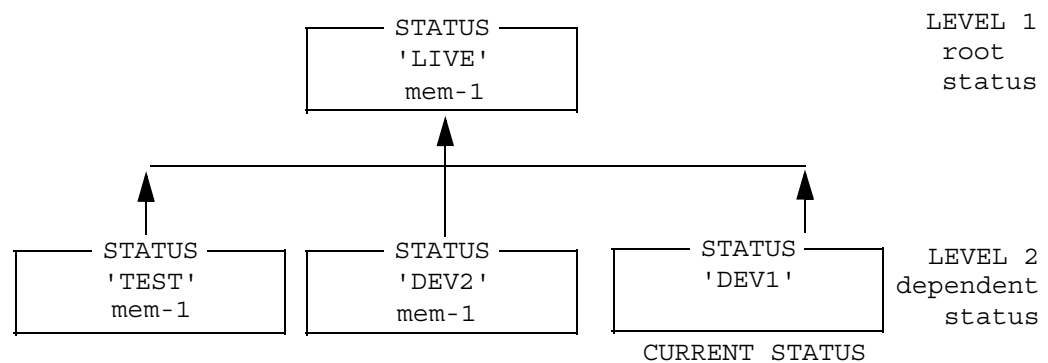 STATUS
'LIVE'
mem-1
LEVEL 1
root
status
STATUS
'TEST'
mem-1
STATUS
'DEV2'
mem-1
STATUS
'DEV1'
LEVEL 2
dependent
status
CURRENT STATUS